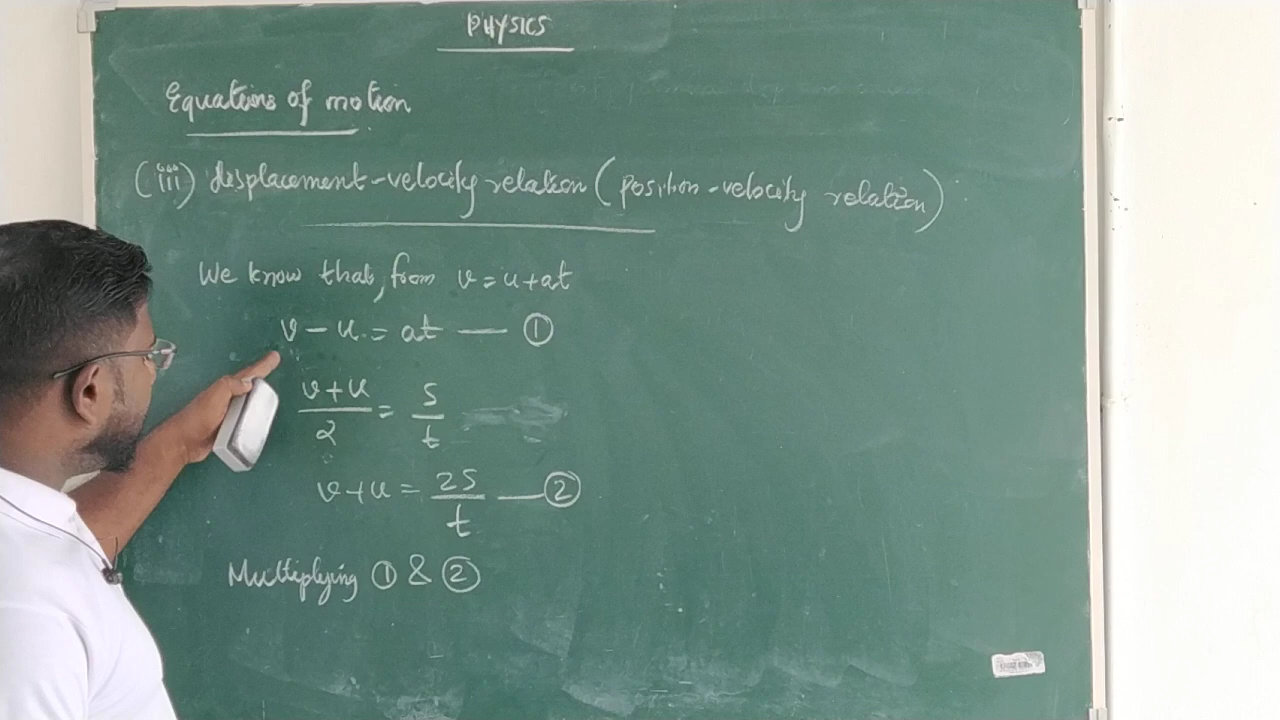 PHYSICS
Equations of motion
(iii) displacement-velocity relation (position-velocity relation)
We know that, from v = u + at
v - u = at — ①
v+u/2 = s/t
v+u = 2s/t — ②
Multiplying ① & ②